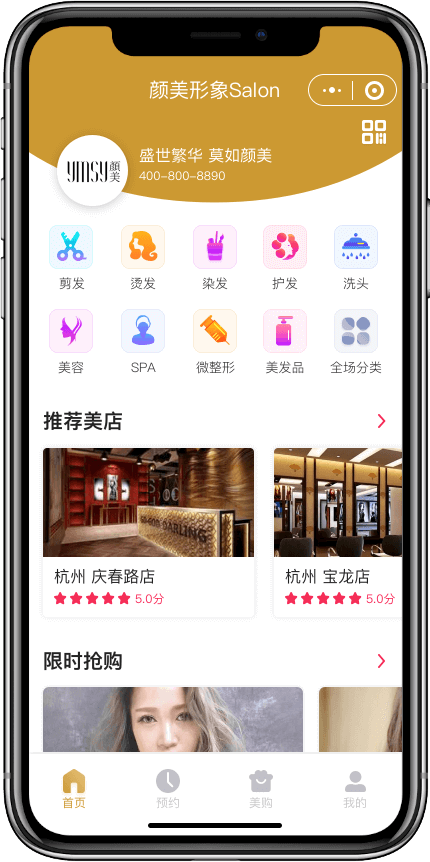 颜美形象Salon
ymsy 颜美
盛世繁华 莫如颜美
400-800-8890
剪发 烫发 染发 护发 洗头
美容 SPA 微整形 美发品 全场分类
推荐美店
DARLING
杭州 庆春路店 杭州 宝龙店
5.0分 5.0分
限时抢购
首页 预约 美购 我的